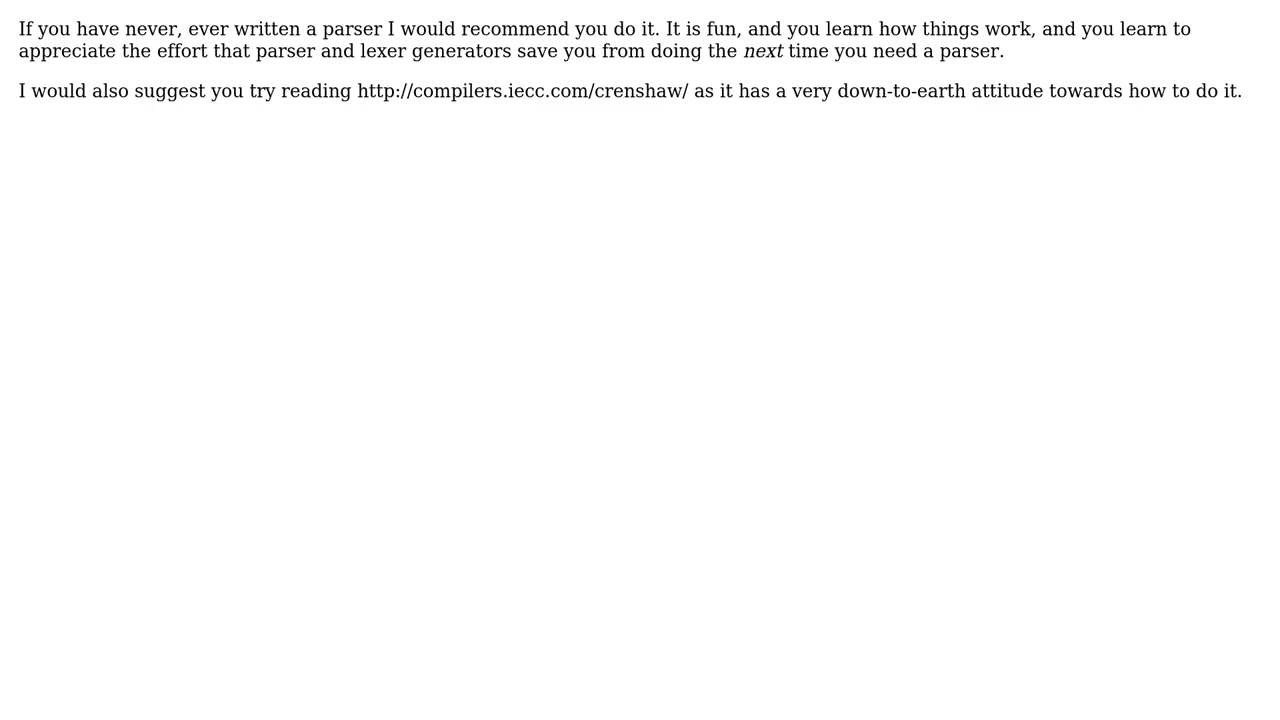 If you have never, ever written a parser I would recommend you do it. It is fun, and you learn how things work, and you learn to
appreciate the effort that parser and lexer generators save you from doing the next time you need a parser.
I would also suggest you try reading http://compilers.iecc.com/crenshaw/ as it has a very down-to-earth attitude towards how to do it.